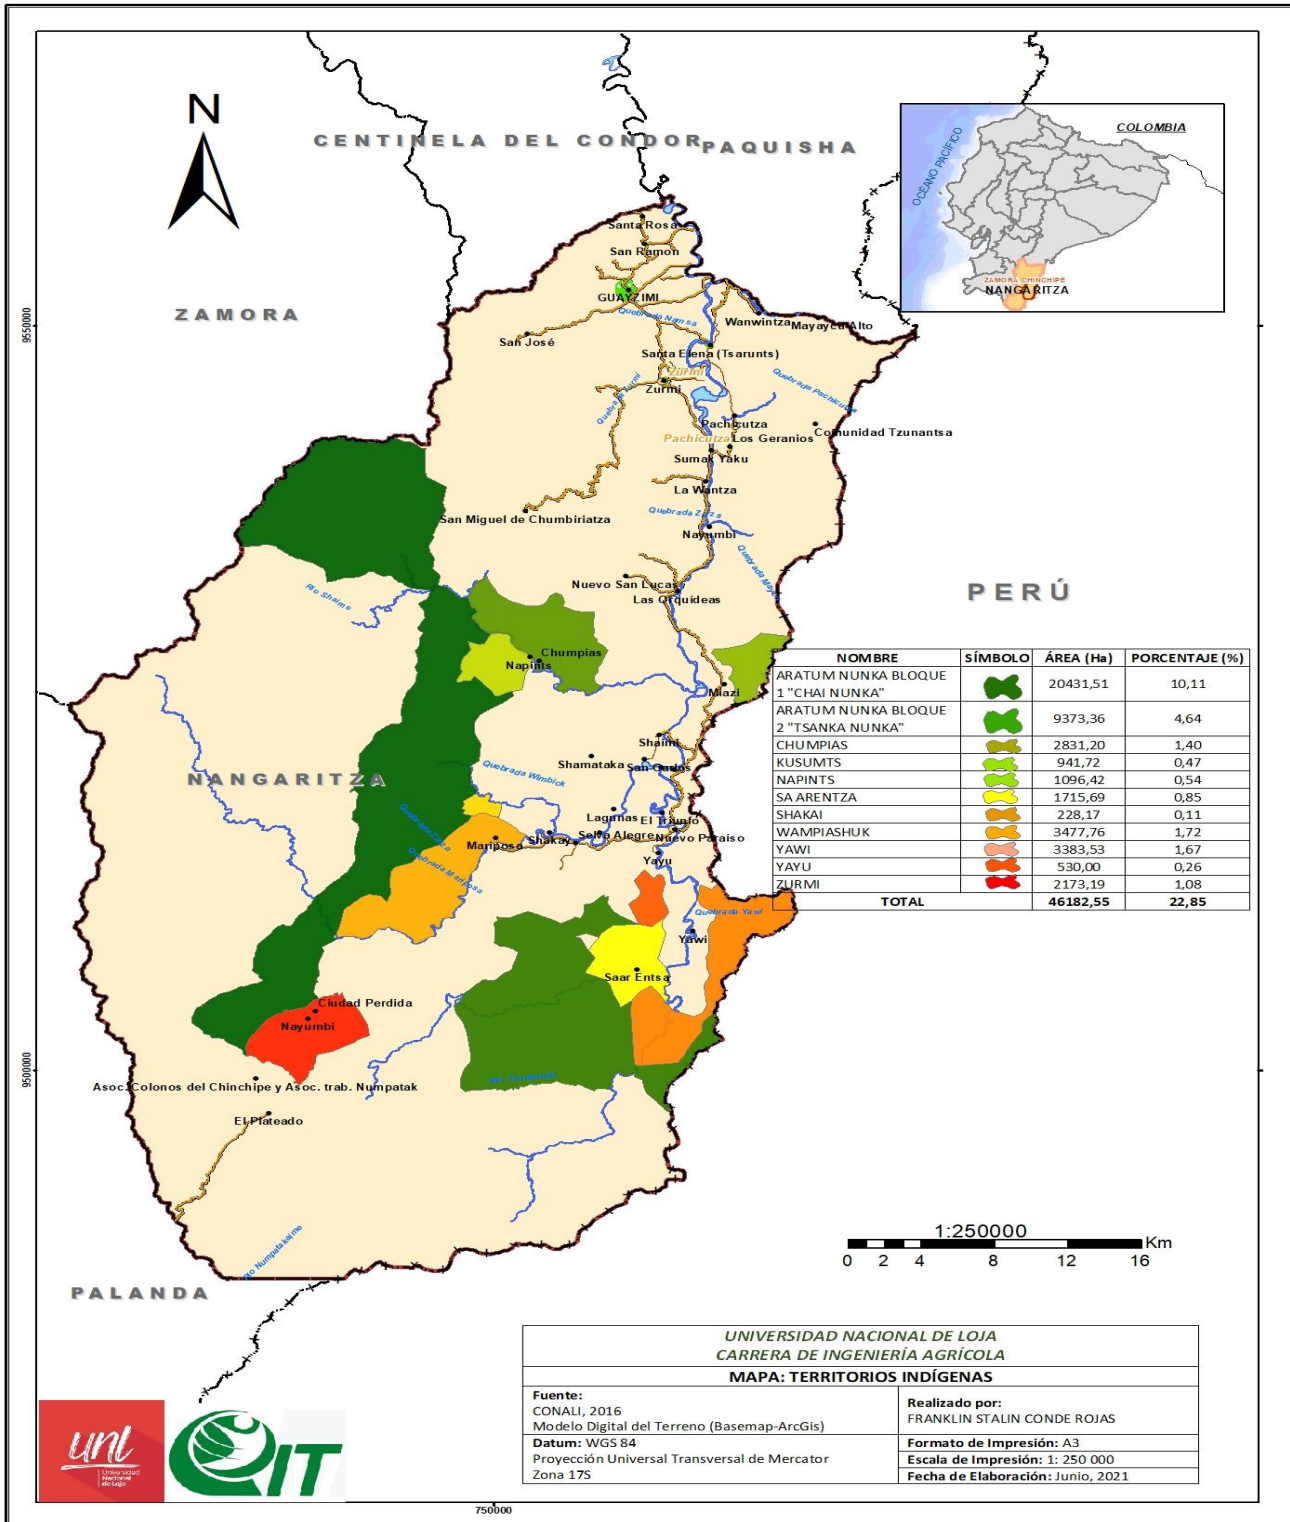 N
CENTINELA DEL CONDOR
PAQUISHA
ZAMORA
PERÚ
NANGARITZA
PALANDA
COLOMBIA
OCÉANO PACÍFICO
ZAMORA CHINCHIPE
NANGARITZA
9550000
9500000
750000
Santa Rosa
San Ramon
GUAYZIMI
Quebrada Namsa
Wanwintza
Mayaycu Alto
San José
Santa Elena (Tsarunts)
Zurmi
Zurmi
Quebrada Zurmi
Quebrada Pachicutza
Pachicutza
Comunidad Tzunantsa
Pachicutza
Los Geranios
Sumak Yaku
La Wantza
San Miguel de Chumbiriatza
Quebrada Zarza
Nayumbi
Nuevo San Lucas
Las Orquideas
Rio Shaime
Chumpias
Napints
Miazi
Shaimi
Shamataka
San Carlos
Quebrada Wimbick
Lagunas
El Triunfo
Selva Alegre
Nuevo Paraiso
Mariposa
Shakay
Quebrada Mariposa
Yayu
Quebrada Yawi
Yawi
Saar Entsa
Ciudad Perdida
Nayumbi
Asoc. Colonos del Chinchipe y Asoc. trab. Numpatak
El Plateado
Rio Numpatakaime
NOMBRE SÍMBOLO ÁREA (Ha) PORCENTAJE (%)
ARATUM NUNKA BLOQUE
1 "CHAI NUNKA" 20431,51 10,11
ARATUM NUNKA BLOQUE
2 "TSANKA NUNKA" 9373,36 4,64
CHUMPIAS 2831,20 1,40
KUSUMTS 941,72 0,47
NAPINTS 1096,42 0,54
SA ARENTZA 1715,69 0,85
SHAKAI 228,17 0,11
WAMPIASHUK 3477,76 1,72
YAWI 3383,53 1,67
YAYU 530,00 0,26
ZURMI 2173,19 1,08
TOTAL 46182,55 22,85
1:250000
Km
0 2 4 8 12 16
UNIVERSIDAD NACIONAL DE LOJA
CARRERA DE INGENIERÍA AGRÍCOLA
MAPA: TERRITORIOS INDÍGENAS
Fuente:
CONALI, 2016
Modelo Digital del Terreno (Basemap-ArcGis)
Datum: WGS 84
Proyección Universal Transversal de Mercator
Zona 17S
Realizado por:
FRANKLIN STALIN CONDE ROJAS
Formato de Impresión: A3
Escala de Impresión: 1: 250 000
Fecha de Elaboración: Junio, 2021
unl
Universidad
Nacional
de Loja
IT